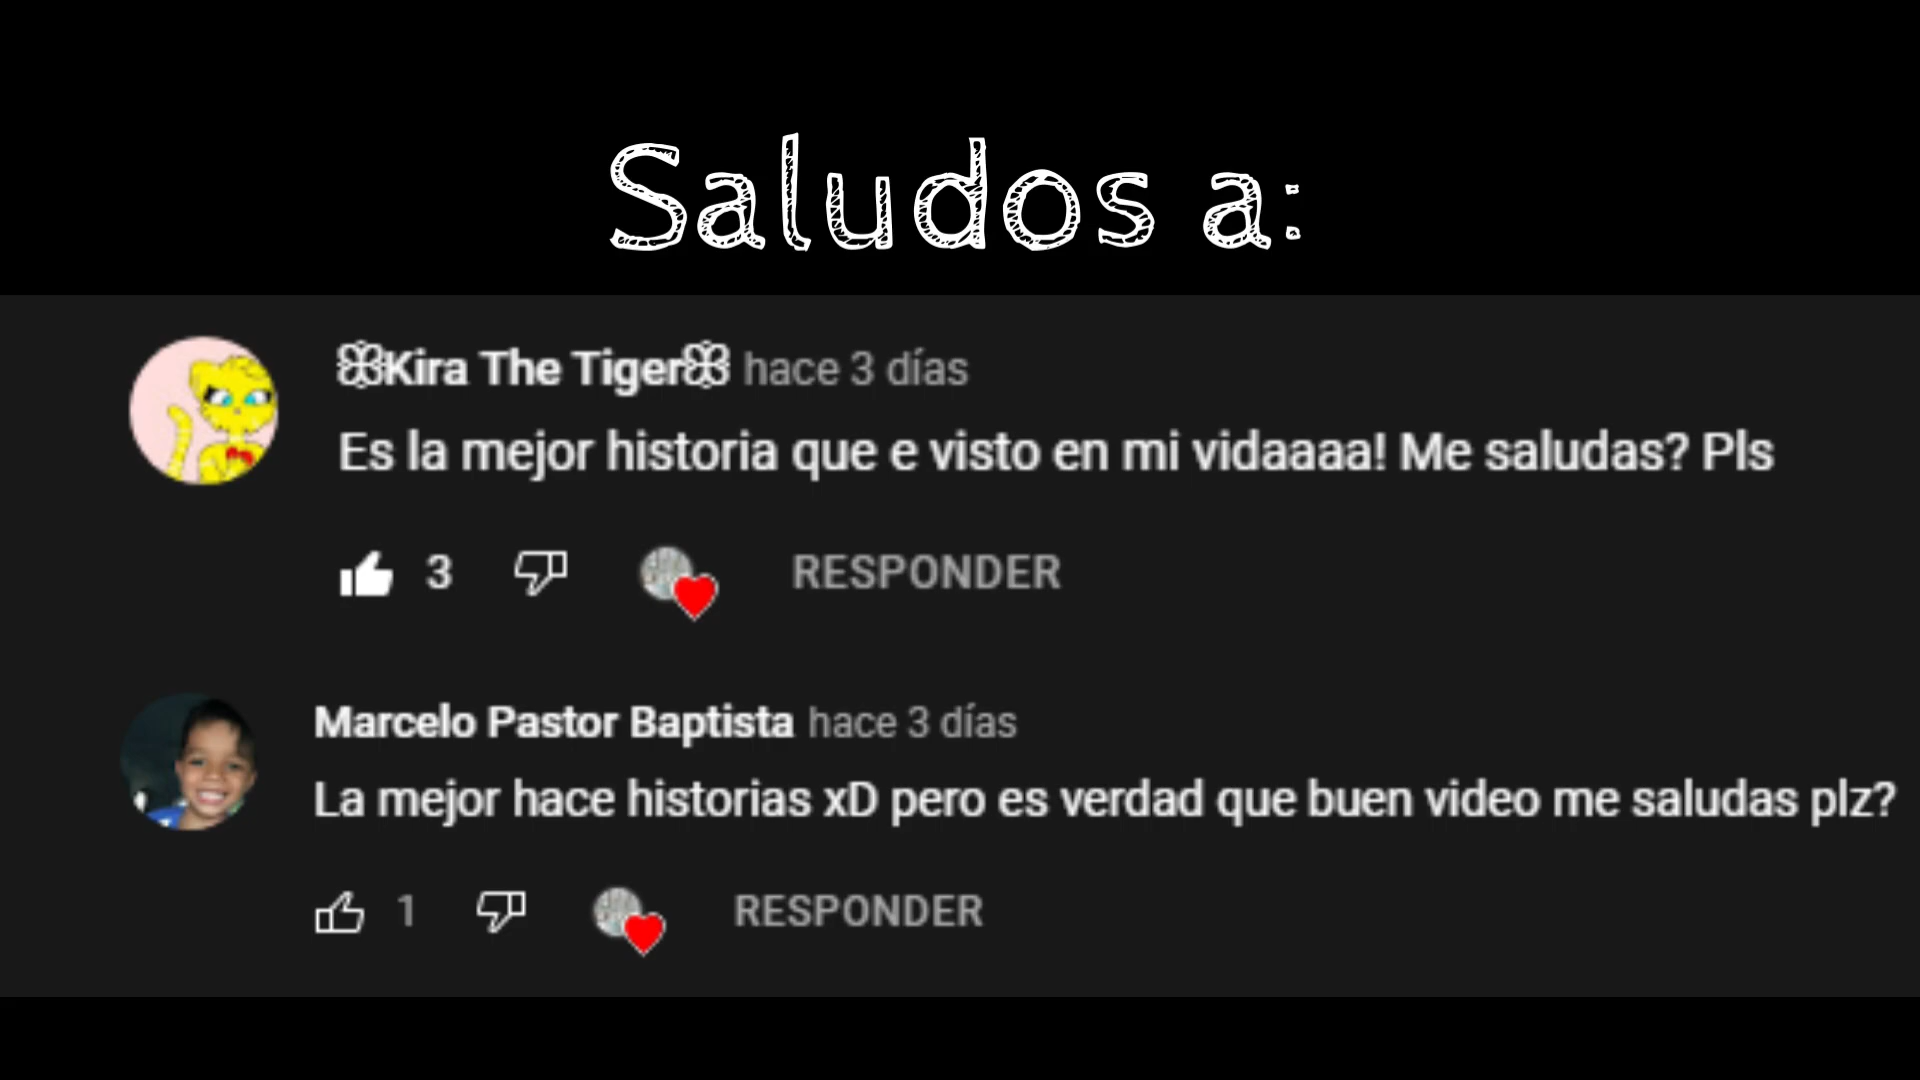 Saludos a:
ꕥKira The Tigerꕥ hace 3 días
Es la mejor historia que e visto en mi vidaaaa! Me saludas? Pls
3 RESPONDER
Marcelo Pastor Baptista hace 3 días
La mejor hace historias xD pero es verdad que buen video me saludas plz?
1 RESPONDER